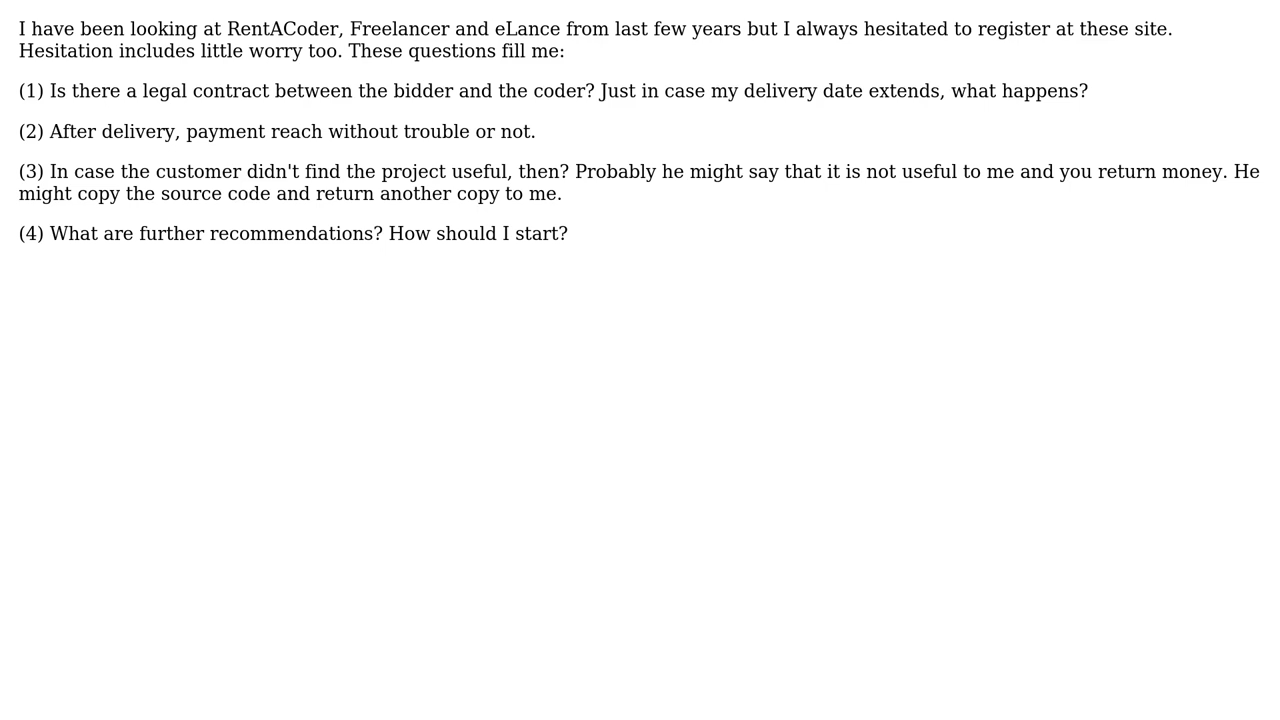 I have been looking at RentACoder, Freelancer and eLance from last few years but I always hesitated to register at these site.
Hesitation includes little worry too. These questions fill me:
(1) Is there a legal contract between the bidder and the coder? Just in case my delivery date extends, what happens?
(2) After delivery, payment reach without trouble or not.
(3) In case the customer didn't find the project useful, then? Probably he might say that it is not useful to me and you return money. He
might copy the source code and return another copy to me.
(4) What are further recommendations? How should I start?